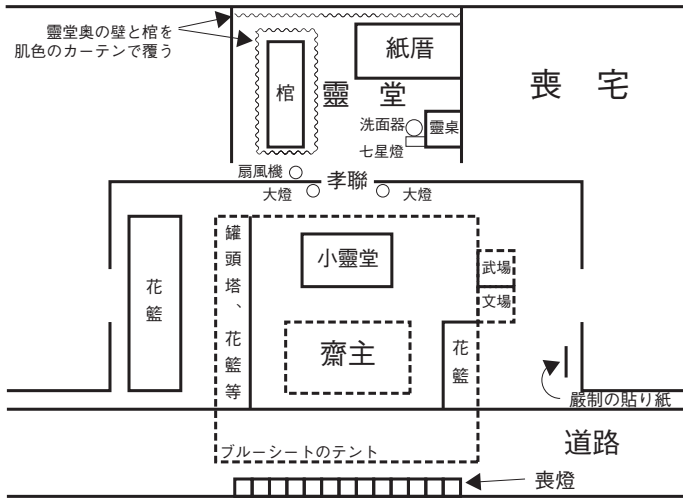 靈堂奥の壁と棺を
肌色のカーテンで覆う
紙厝
棺
靈堂
喪宅
洗面器
靈桌
七星燈
扇風機
孝聯
大燈
大燈
花籃
罐頭塔、花籃等
小靈堂
武場
文場
齋主
花籃
嚴制の貼り紙
ブルーシートのテント
道路
喪燈